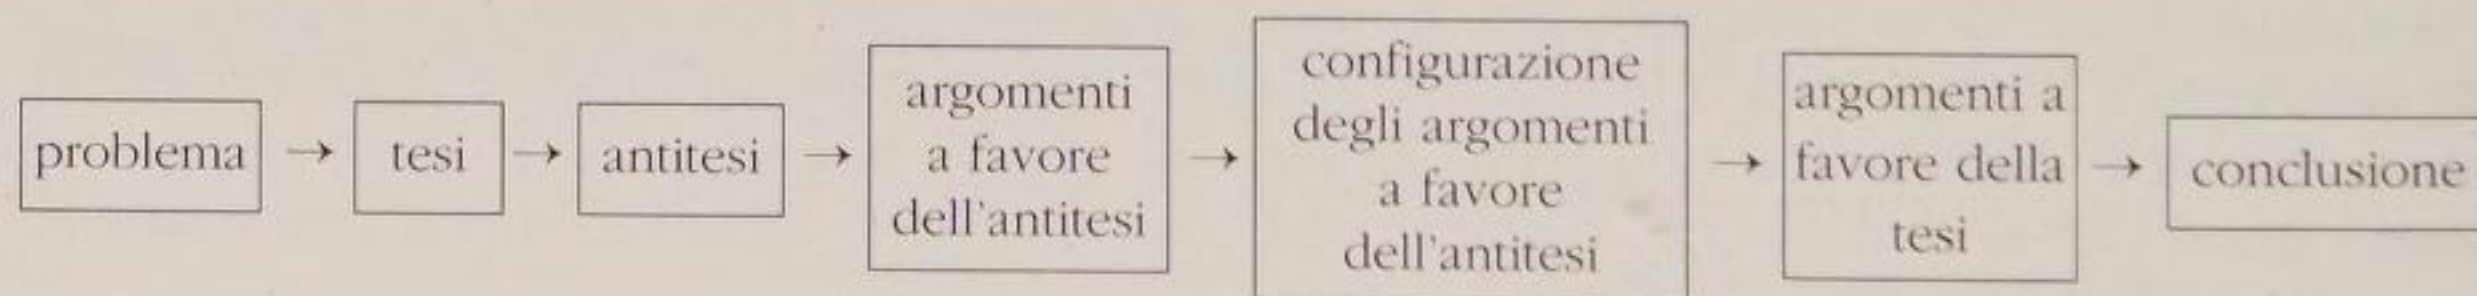 problema
→
tesi
→
antitesi
→
argomenti
a favore
dell'antitesi
→
configurazione
degli argomenti
a favore
dell'antitesi
→
argomenti a
favore della
tesi
→
conclusione